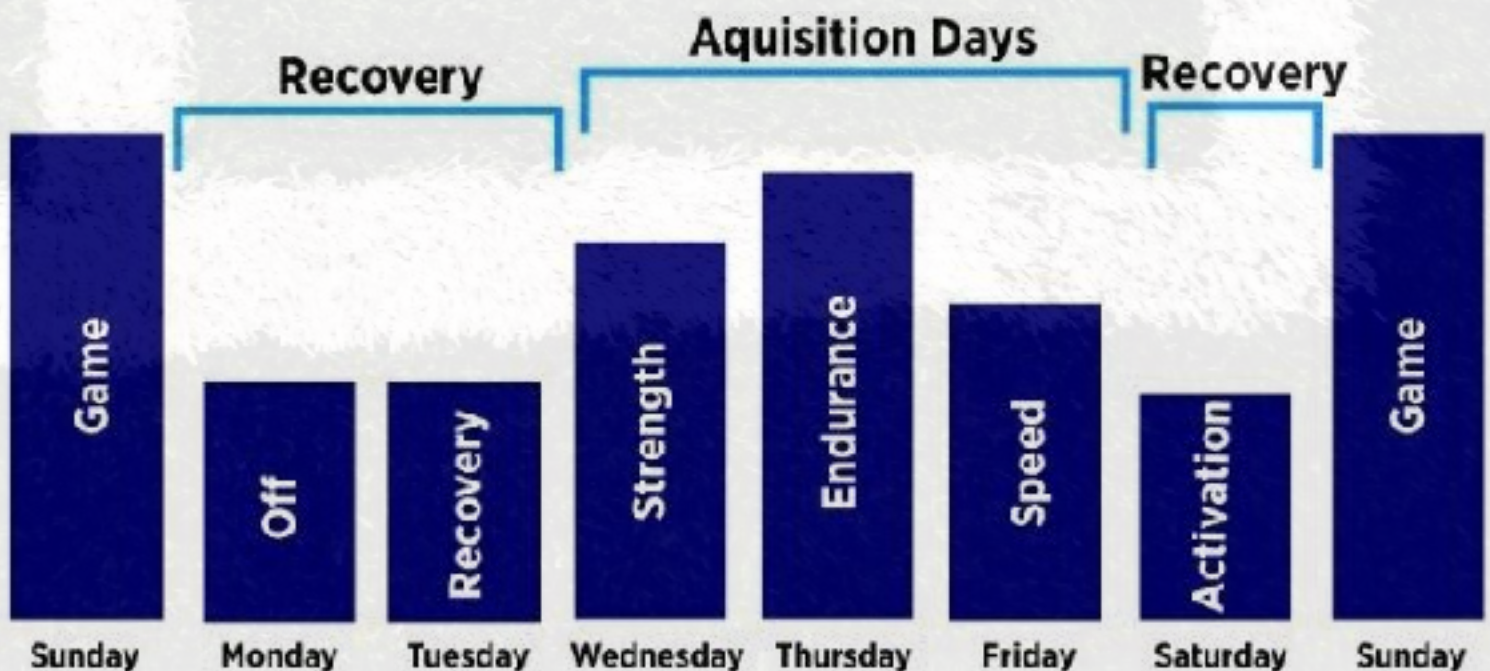 Aquisition Days
Recovery
Recovery
Game
Off
Recovery
Strength
Endurance
Speed
Activation
Game
Sunday
Monday
Tuesday
Wednesday
Thursday
Friday
Saturday
Sunday